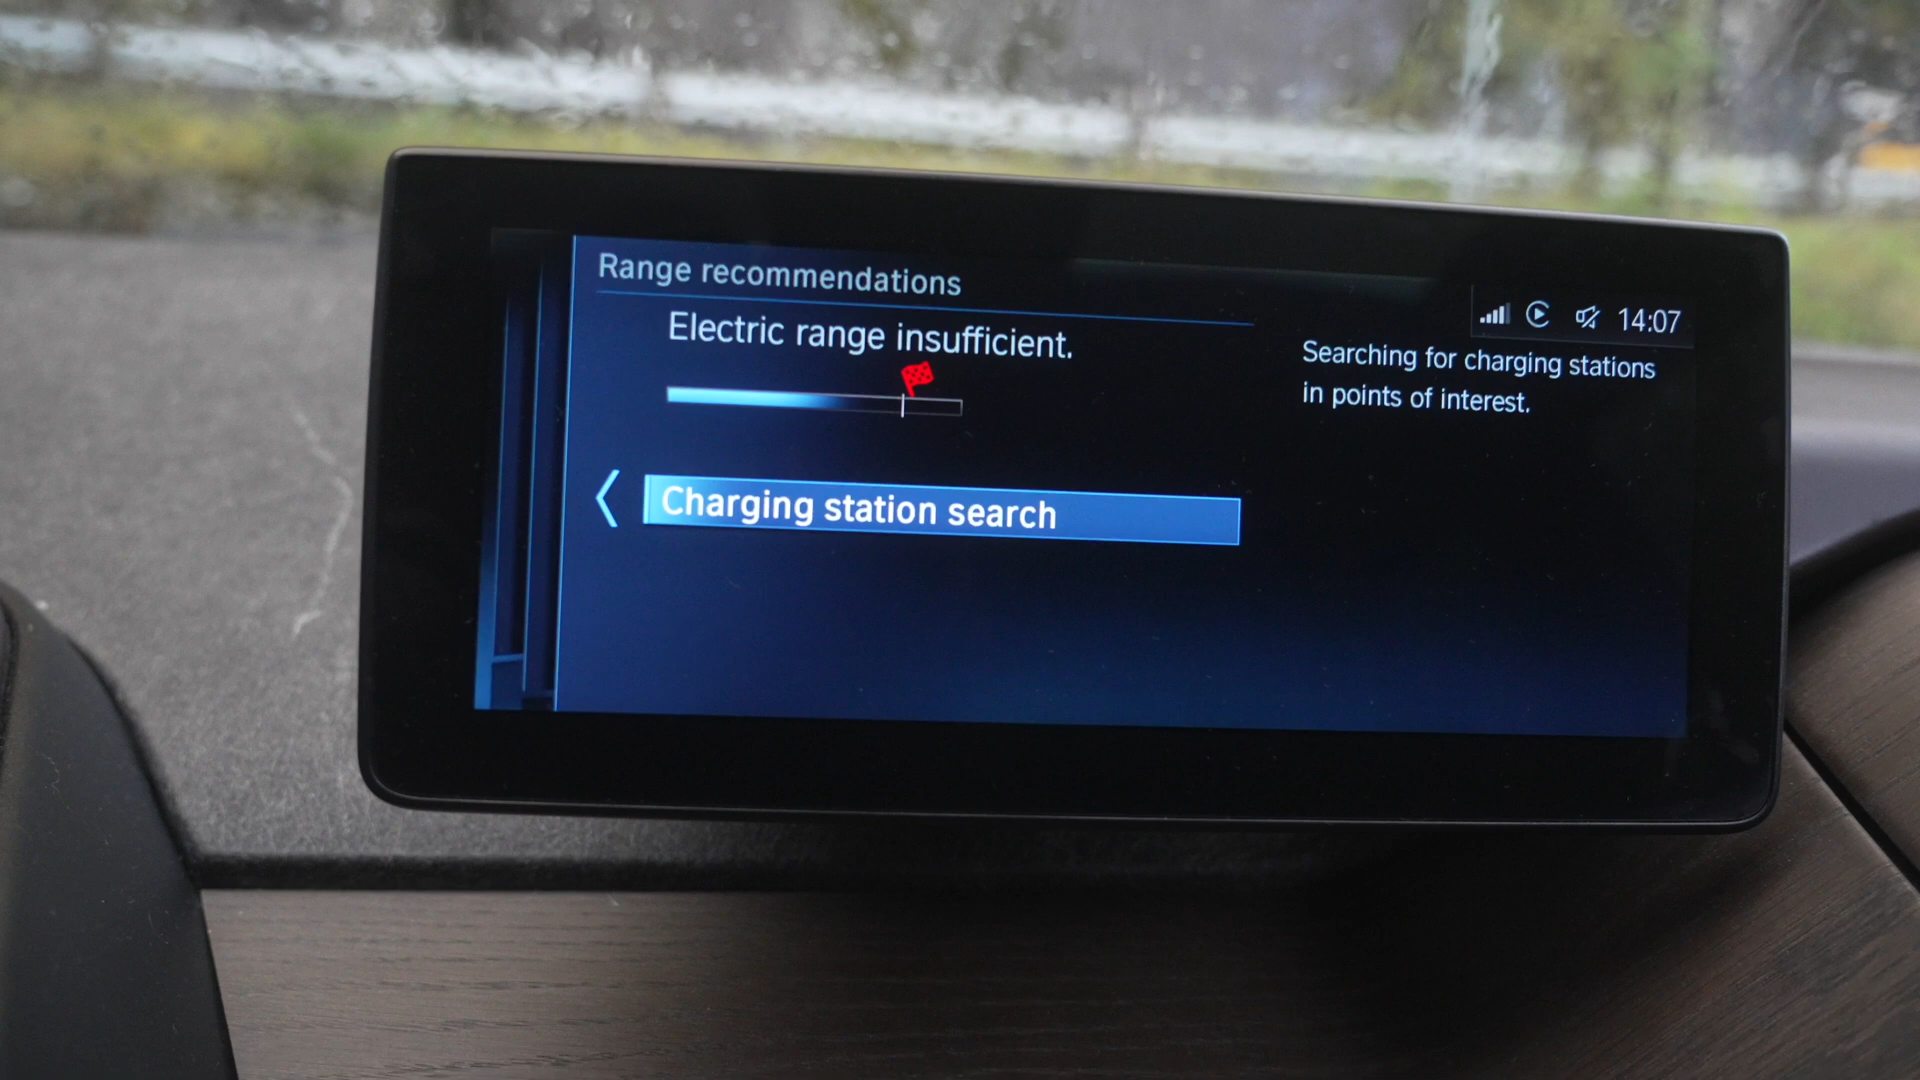 Range recommendations
14:07
Electric range insufficient.
Searching for charging stations
in points of interest.
Charging station search